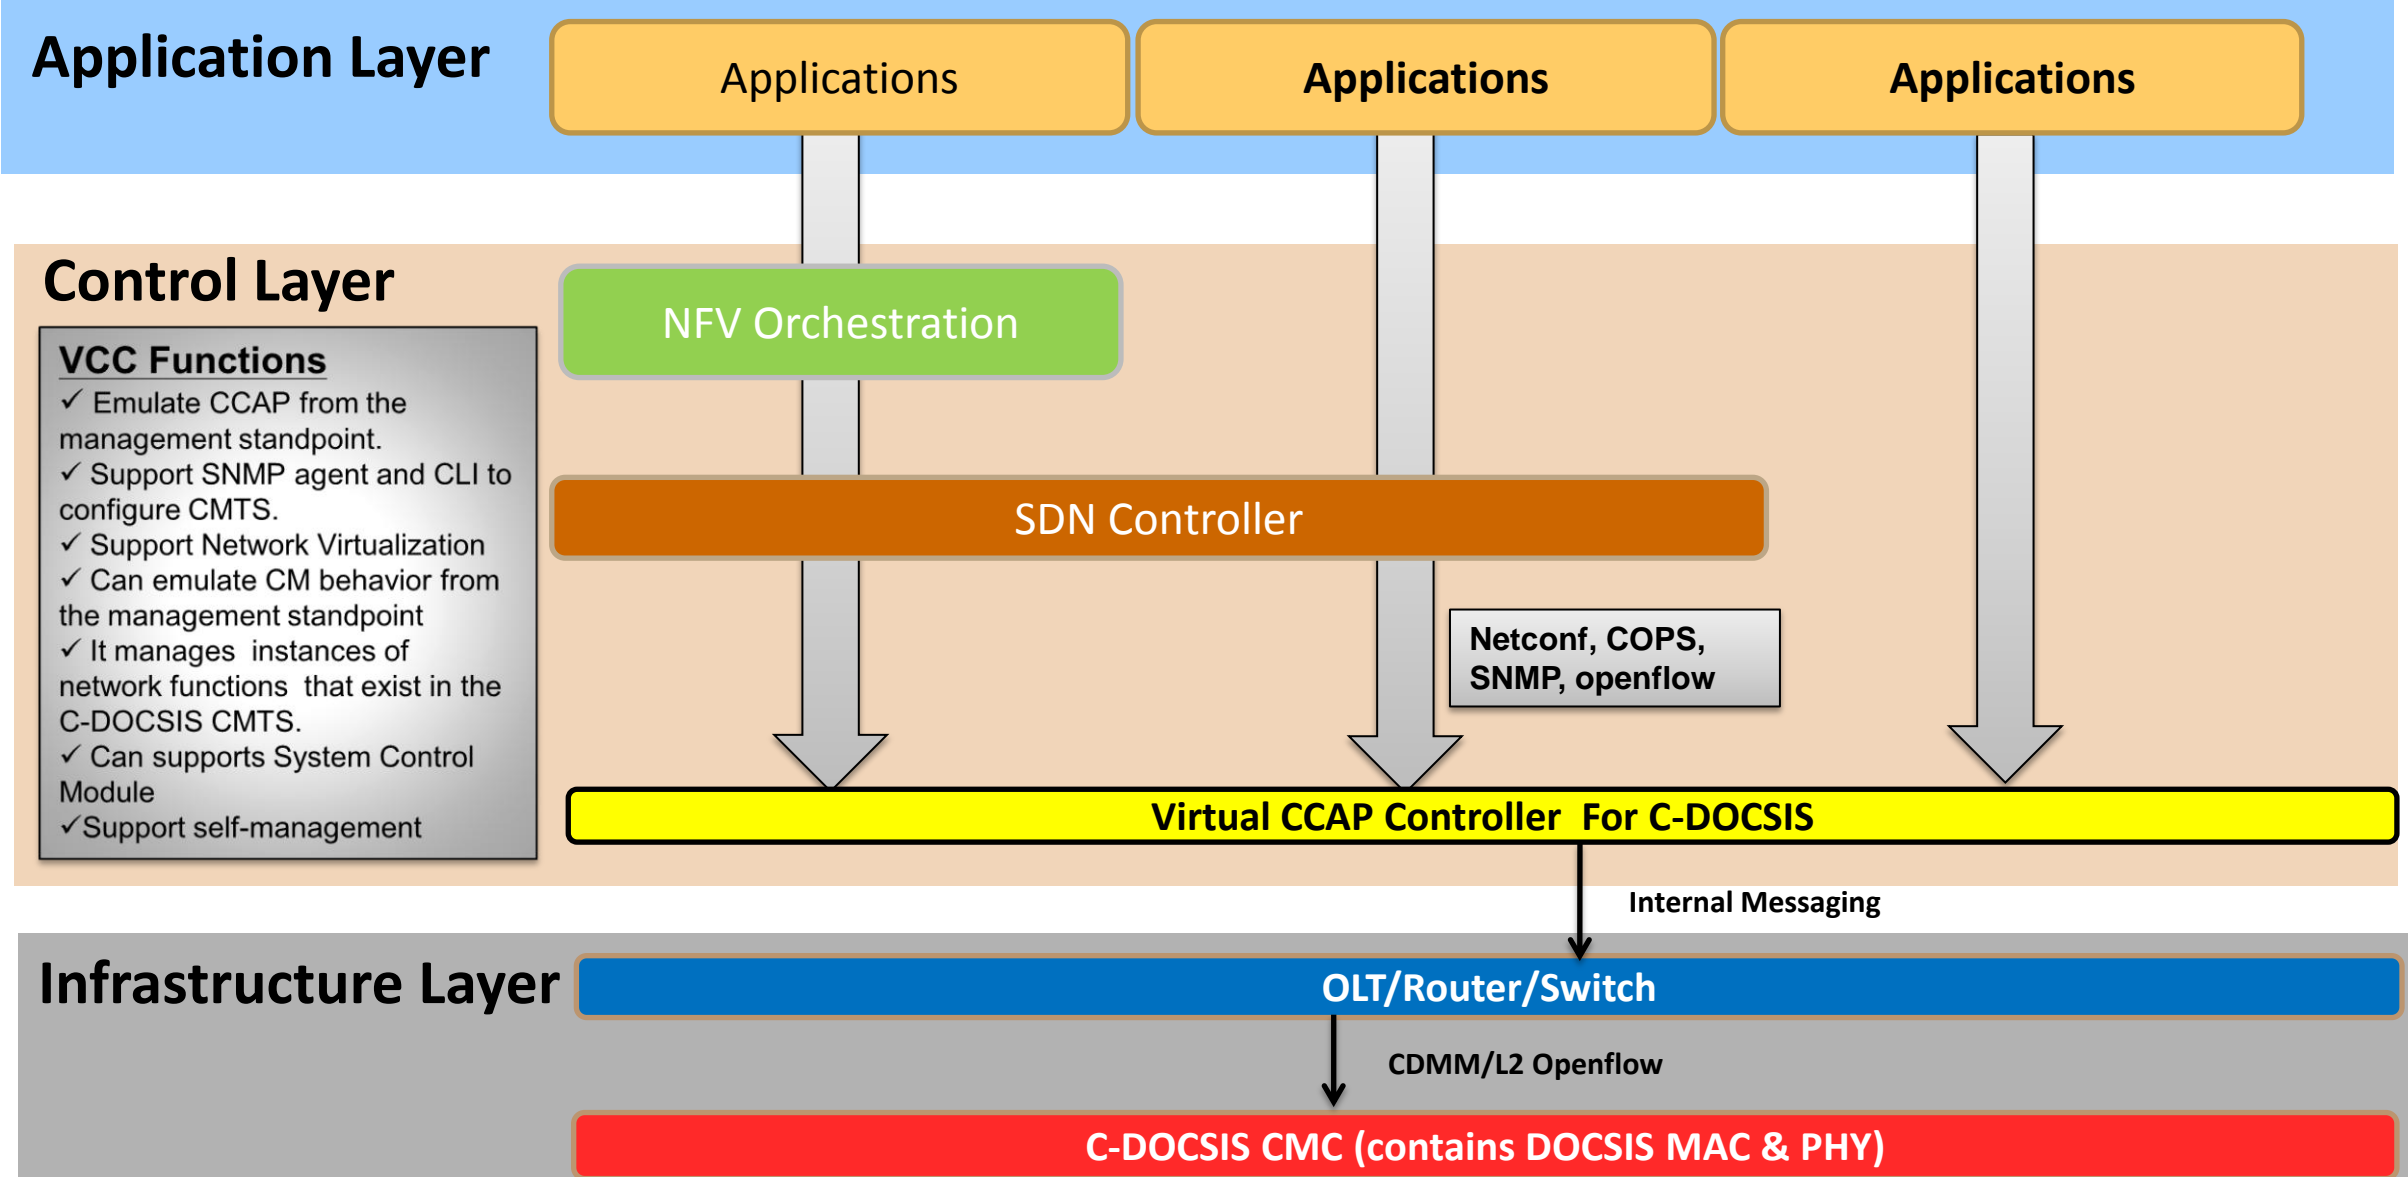 Application Layer
Applications
Applications
Applications
Control Layer
NFV Orchestration
VCC Functions
✓ Emulate CCAP from the
management standpoint.
✓ Support SNMP agent and CLI to
configure CMTS.
✓ Support Network Virtualization
✓ Can emulate CM behavior from
the management standpoint
✓ It manages instances of
network functions that exist in the
C-DOCSIS CMTS.
✓ Can supports System Control
Module
✓Support self-management
SDN Controller
Netconf, COPS,
SNMP, openflow
Virtual CCAP Controller For C-DOCSIS
Internal Messaging
Infrastructure Layer
OLT/Router/Switch
CDMM/L2 Openflow
C-DOCSIS CMC (contains DOCSIS MAC & PHY)